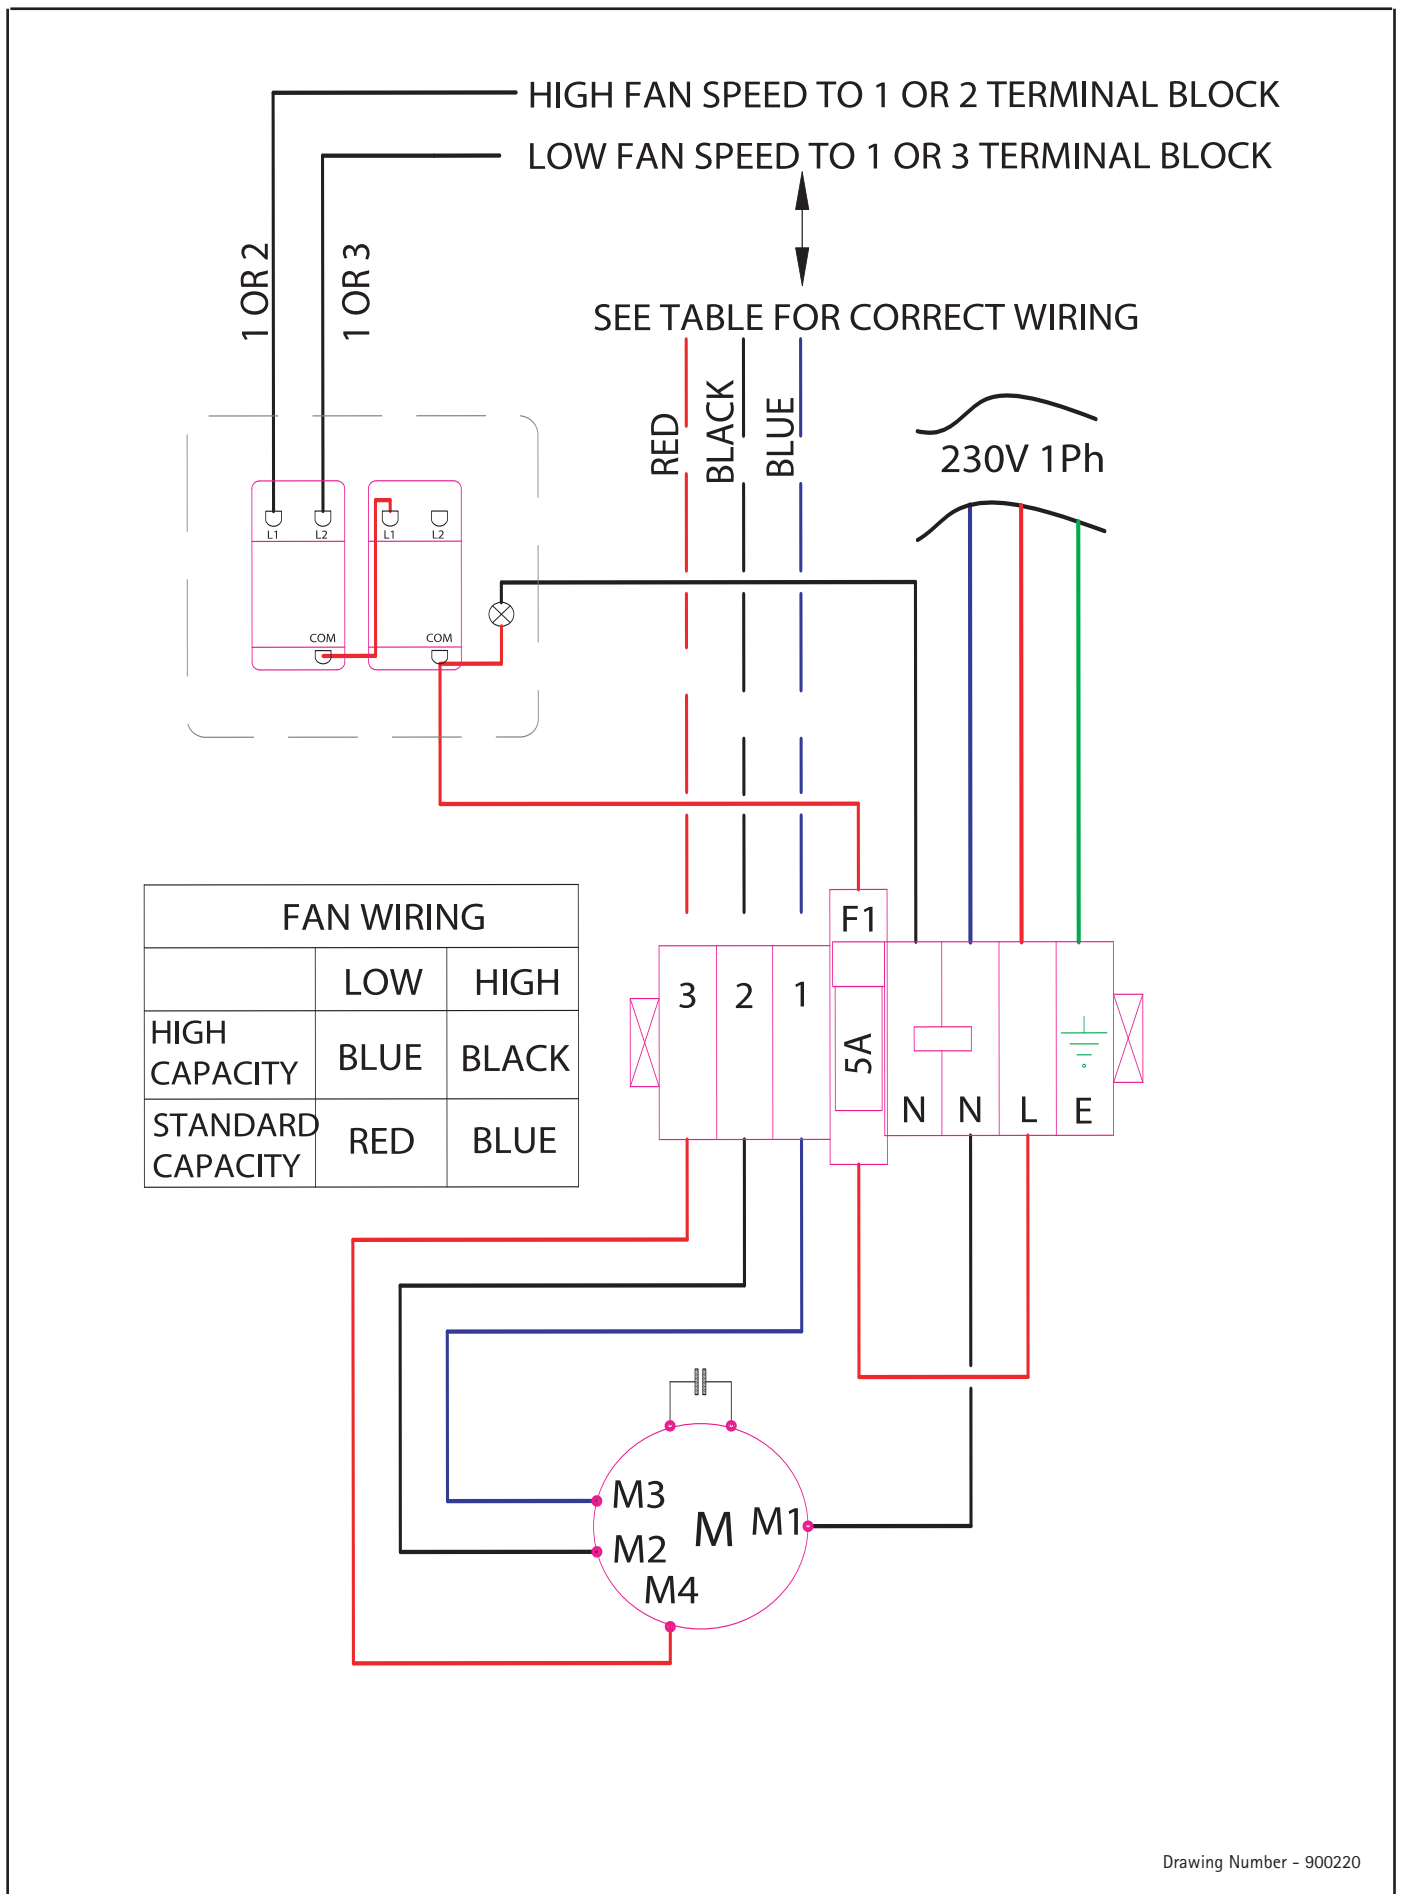 HIGH FAN SPEED TO 1 OR 2 TERMINAL BLOCK
LOW FAN SPEED TO 1 OR 3 TERMINAL BLOCK
1 OR 2
1 OR 3
SEE TABLE FOR CORRECT WIRING
RED
BLACK
BLUE
230V 1Ph
L1
L2
L1
L2
COM
COM
FAN WIRING
LOW HIGH
HIGH
CAPACITY
BLUE BLACK
STANDARD
CAPACITY
RED BLUE
F1
3 2 1
5A
N N L E
M3
M M1
M2
M4
Drawing Number - 900220